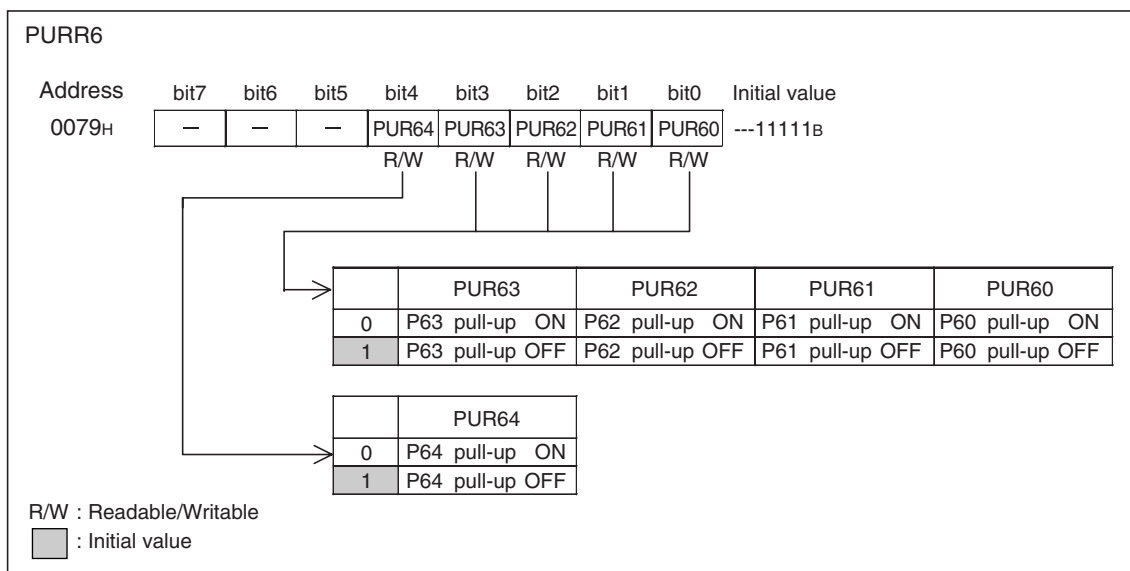 PURR6
Address bit7 bit6 bit5 bit4 bit3 bit2 bit1 bit0 Initial value
0079H – – – PUR64 PUR63 PUR62 PUR61 PUR60 ---11111B
R/W R/W R/W R/W R/W
PUR63 PUR62 PUR61 PUR60
0 P63 pull-up ON P62 pull-up ON P61 pull-up ON P60 pull-up ON
1 P63 pull-up OFF P62 pull-up OFF P61 pull-up OFF P60 pull-up OFF
PUR64
0 P64 pull-up ON
1 P64 pull-up OFF
R/W : Readable/Writable
: Initial value